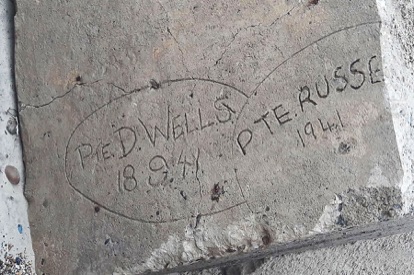 Pte. D. WELLS.
18.9.41
PTE. RUSSE
1941